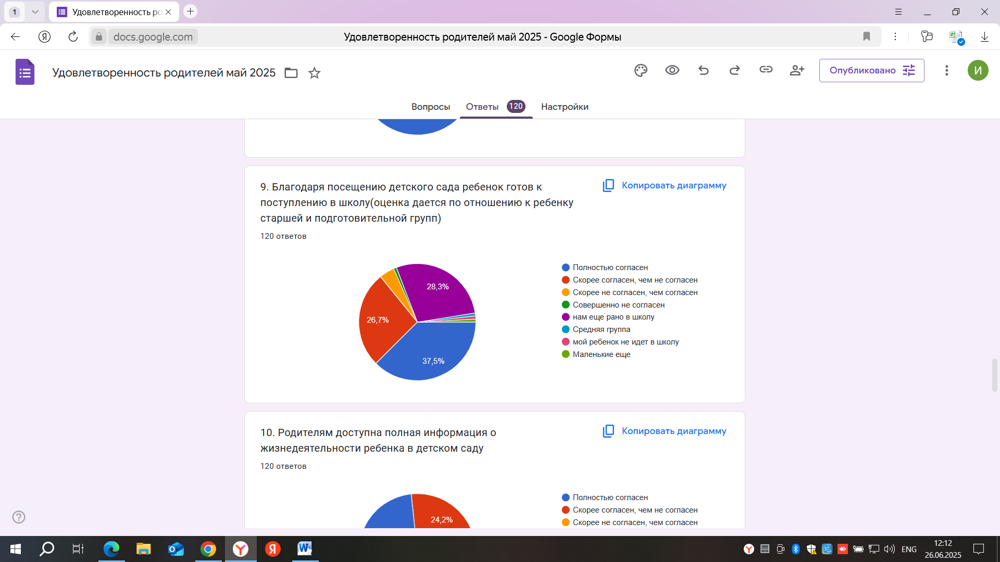 1
Удовлетворенность ро
docs.google.com
Удовлетворенность родителей май 2025 - Google Формы
Удовлетворенность родителей май 2025
Опубликовано
И
Вопросы
Ответы 120
Настройки
9. Благодаря посещению детского сада ребенок готов к
поступлению в школу(оценка дается по отношению к ребенку
старшей и подготовительной групп)
120 ответов
Копировать диаграмму
28,3%
26,7%
37,5%
Полностью согласен
Скорее согласен, чем не согласен
Скорее не согласен, чем согласен
Совершенно не согласен
нам еще рано в школу
Средняя группа
мой ребенок не идет в школу
Маленькие еще
10. Родителям доступна полная информация о
жизнедеятельности ребенка в детском саду
120 ответов
Копировать диаграмму
24,2%
Полностью согласен
Скорее согласен, чем не согласен
Скорее не согласен, чем согласен
ENG
12:12
26.06.2025